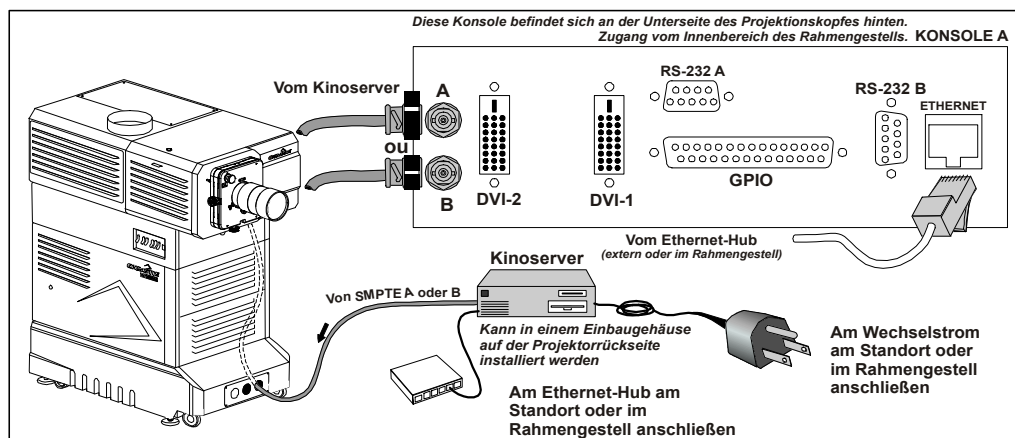 Diese Konsole befindet sich an der Unterseite des Projektionskopfes hinten.
Zugang vom Innenbereich des Rahmengestells. KONSOLE A
Vom Kinoserver
A
ou
B
DVI-2
DVI-1
RS-232 A
GPIO
RS-232 B
ETHERNET
Vom Ethernet-Hub
(extern oder im Rahmengestell)
Kinoserver
Von SMPTE A oder B
Kann in einem Einbaugehäuse
auf der Projektorrückseite
installiert werden
Am Ethernet-Hub am
Standort oder im
Rahmengestell anschließen
Am Wechselstrom
am Standort oder
im Rahmengestell
anschließen